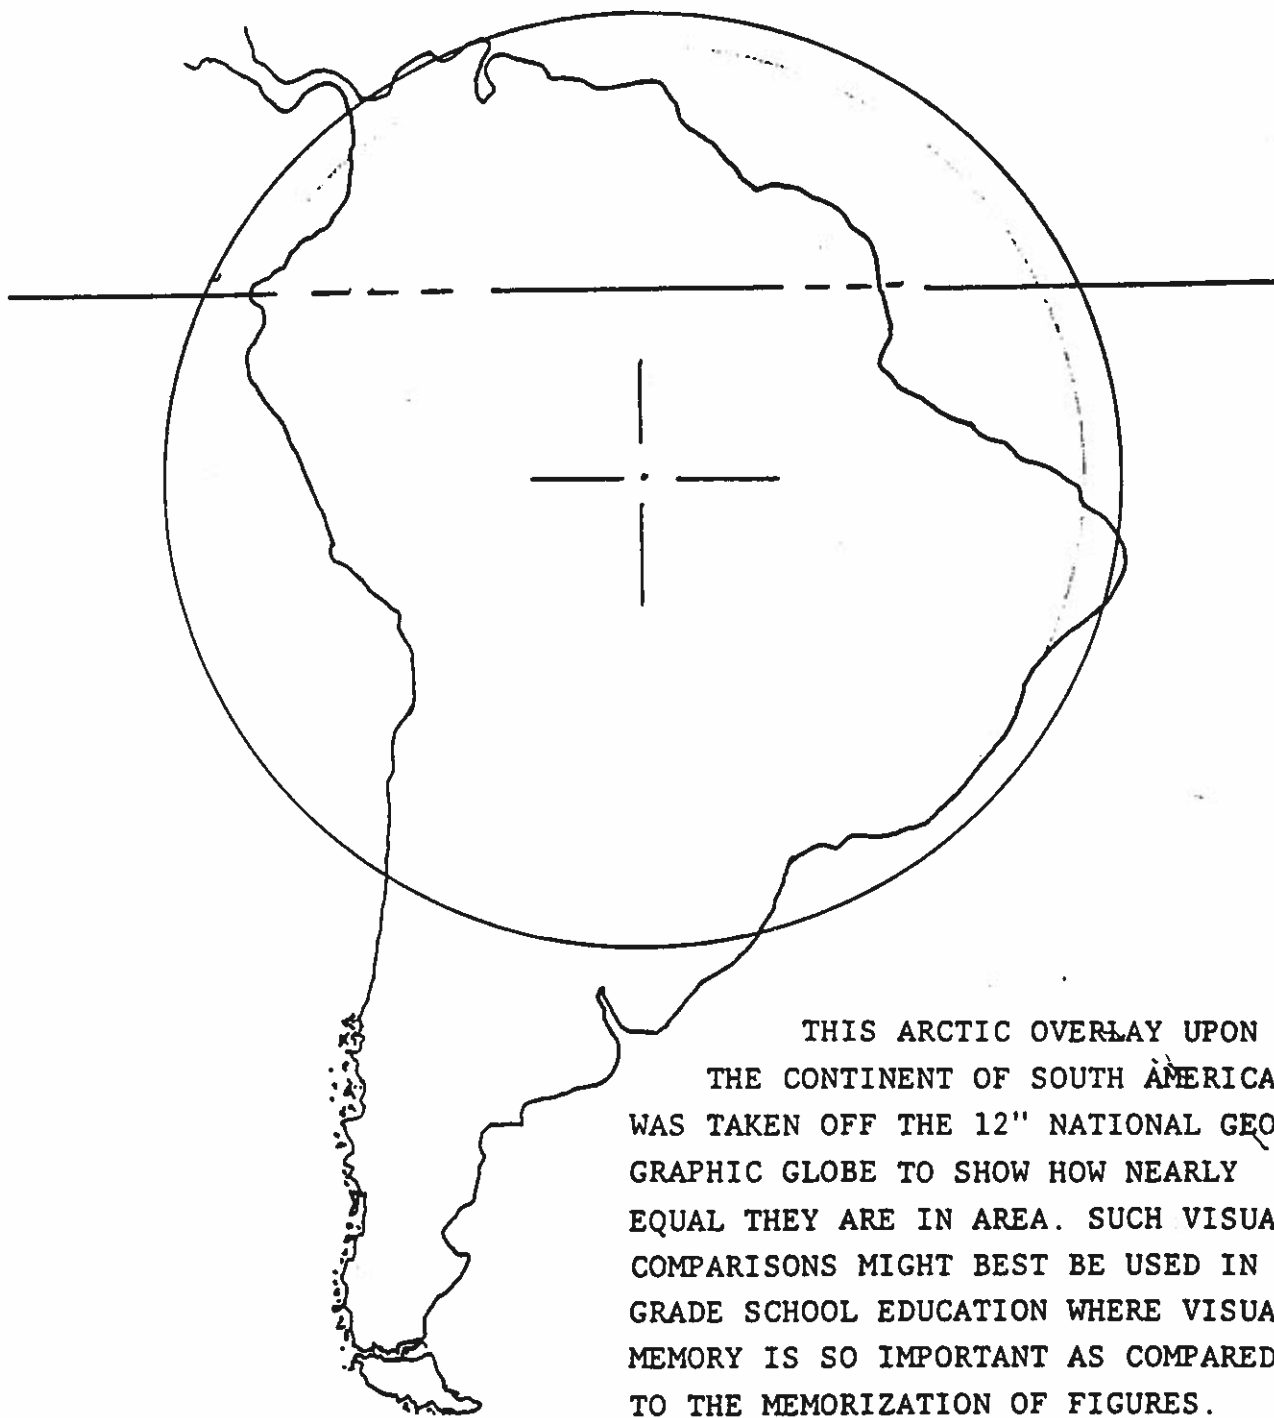 THIS ARCTIC OVERLAY UPON
THE CONTINENT OF SOUTH AMERICA
WAS TAKEN OFF THE 12" NATIONAL GEO
GRAPHIC GLOBE TO SHOW HOW NEARLY
EQUAL THEY ARE IN AREA. SUCH VISUA
COMPARISONS MIGHT BEST BE USED IN
GRADE SCHOOL EDUCATION WHERE VISUA
MEMORY IS SO IMPORTANT AS COMPARED
TO THE MEMORIZATION OF FIGURES.